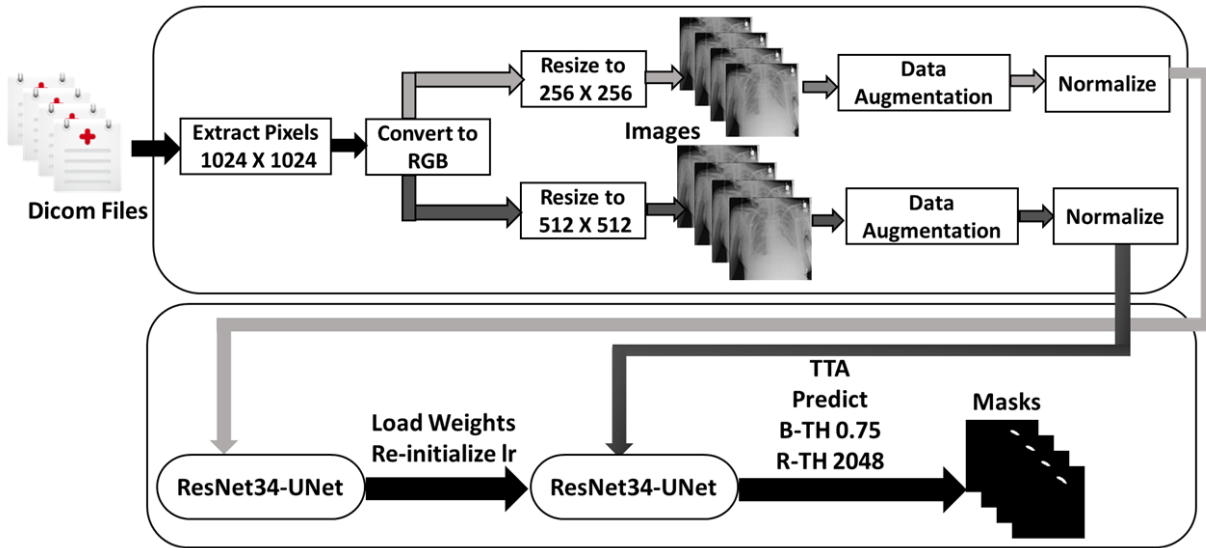 Dicom Files
Extract Pixels
1024 X 1024
Convert to
RGB
Resize to
256 X 256
Images
Data
Augmentation
Normalize
Resize to
512 X 512
Data
Augmentation
Normalize
ResNet34-UNet
Load Weights
Re-initialize lr
ResNet34-UNet
TTA
Predict
B-TH 0.75
R-TH 2048
Masks